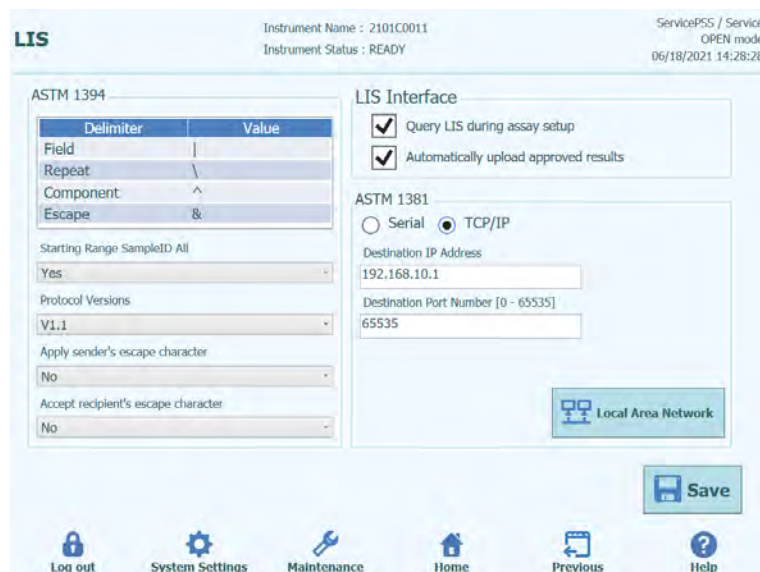 LIS
Instrument Name : 2101C0011
Instrument Status : READY
ServicePSS / Service
OPEN mode
06/18/2021 14:28:28
ASTM 1394
Delimiter Value
Field |
Repeat \
Component ^
Escape &
Starting Range SampleID All
Yes
Protocol Versions
V1.1
Apply sender's escape character
No
Accept recipient's escape character
No
LIS Interface
Query LIS during assay setup
Automatically upload approved results
ASTM 1381
Serial TCP/IP
Destination IP Address
192.168.10.1
Destination Port Number [0 - 65535]
65535
Local Area Network
Save
Log out System Settings Maintenance Home Previous Help